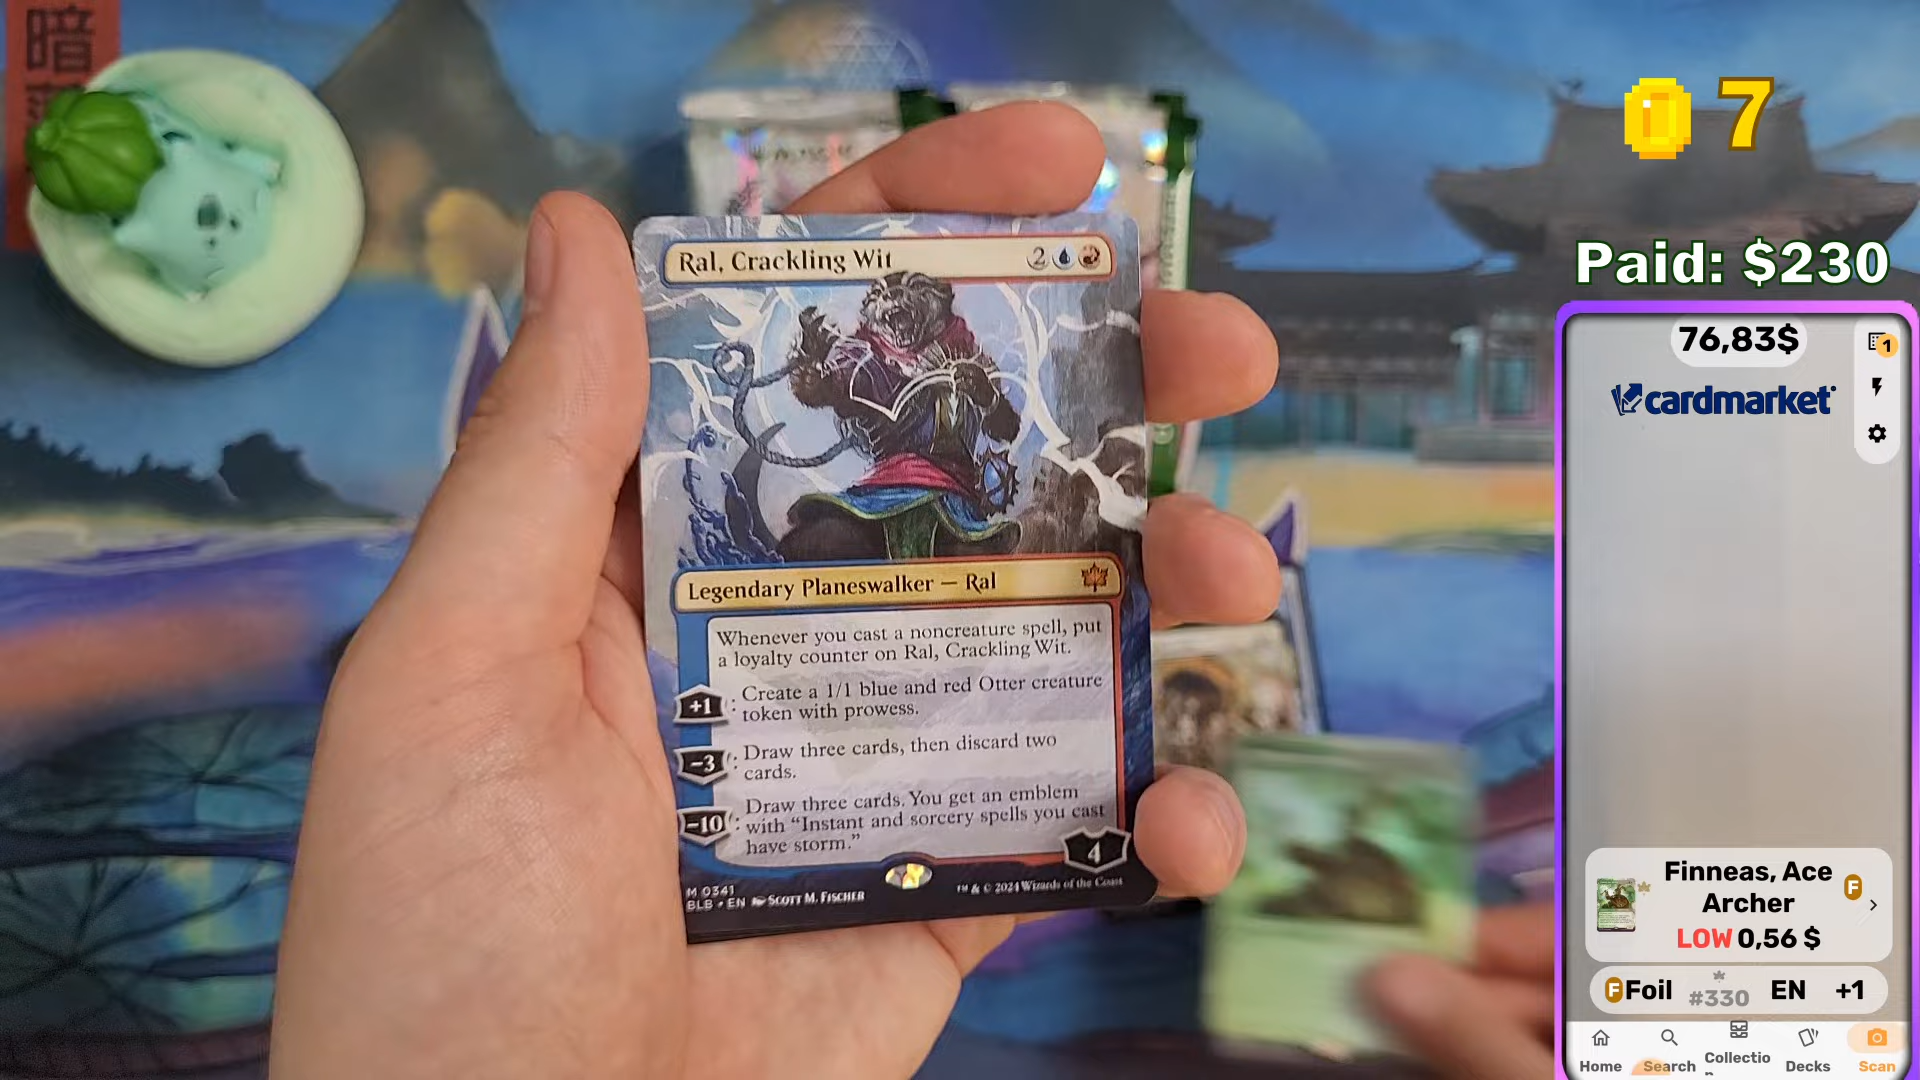 暗
7
Paid: $230
76,83$
1
cardmarket
Ral, Crackling Wit
2
Legendary Planeswalker — Ral
Whenever you cast a noncreature spell, put
a loyalty counter on Ral, Crackling Wit.
+1 : Create a 1/1 blue and red Otter creature
token with prowess.
-3 : Draw three cards, then discard two
cards.
-10 : Draw three cards. You get an emblem
with “Instant and sorcery spells you cast
have storm.”
4
M 0341
BLB • EN SCOTT M. FISCHER
™ & © 2024 Wizards of the Coast
Finneas, Ace
Archer
F
LOW 0,56 $
F Foil #330 EN +1
Home Search Collectio
n Decks Scan